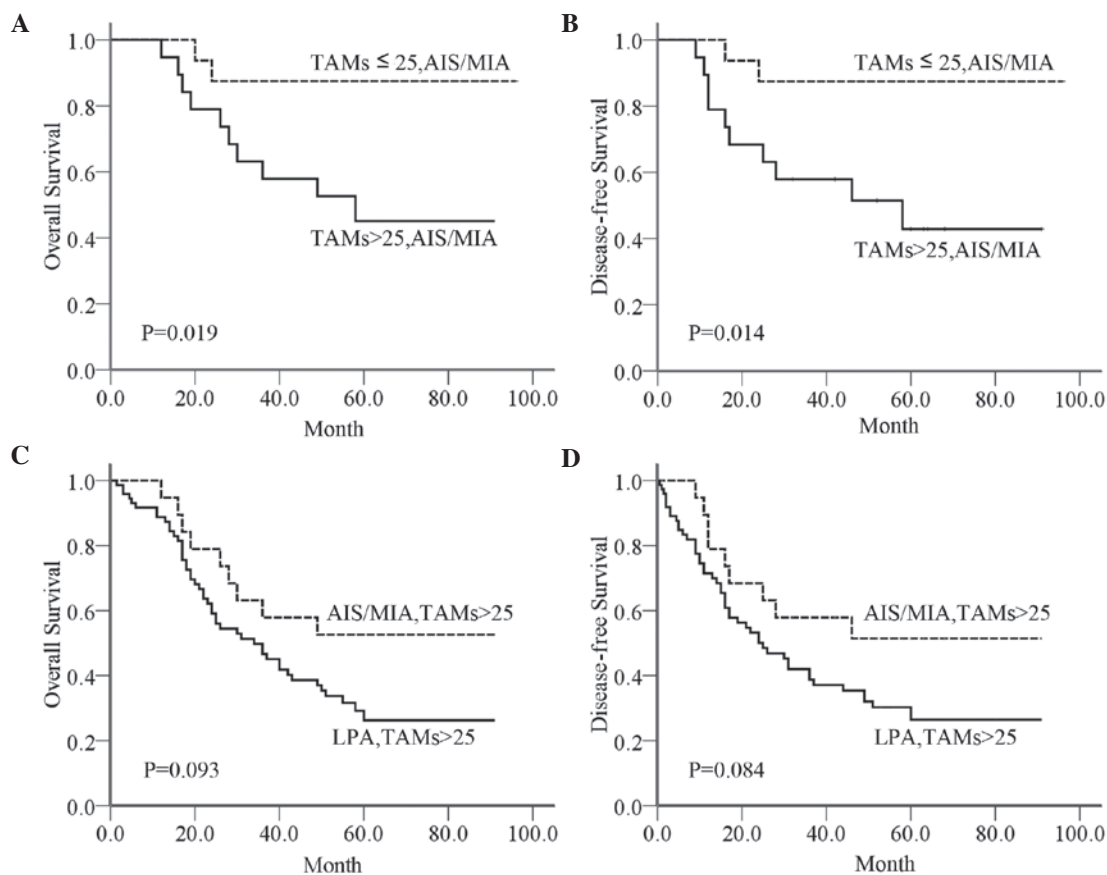 A
Overall Survival
1.0
0.8
0.6
0.4
0.2
0.0
TAMs ≤ 25,AIS/MIA
TAMs>25,AIS/MIA
P=0.019
0.0 20.0 40.0 60.0 80.0 100.0
Month
B
Disease-free Survival
1.0
0.8
0.6
0.4
0.2
0.0
TAMs ≤ 25,AIS/MIA
TAMs>25,AIS/MIA
P=0.014
0.0 20.0 40.0 60.0 80.0 100.0
Month
C
Overall Survival
1.0
0.8
0.6
0.4
0.2
0.0
AIS/MIA,TAMs>25
LPA,TAMs>25
P=0.093
0.0 20.0 40.0 60.0 80.0 100.0
Month
D
Disease-free Survival
1.0
0.8
0.6
0.4
0.2
0.0
AIS/MIA,TAMs>25
LPA,TAMs>25
P=0.084
0.0 20.0 40.0 60.0 80.0 100.0
Month